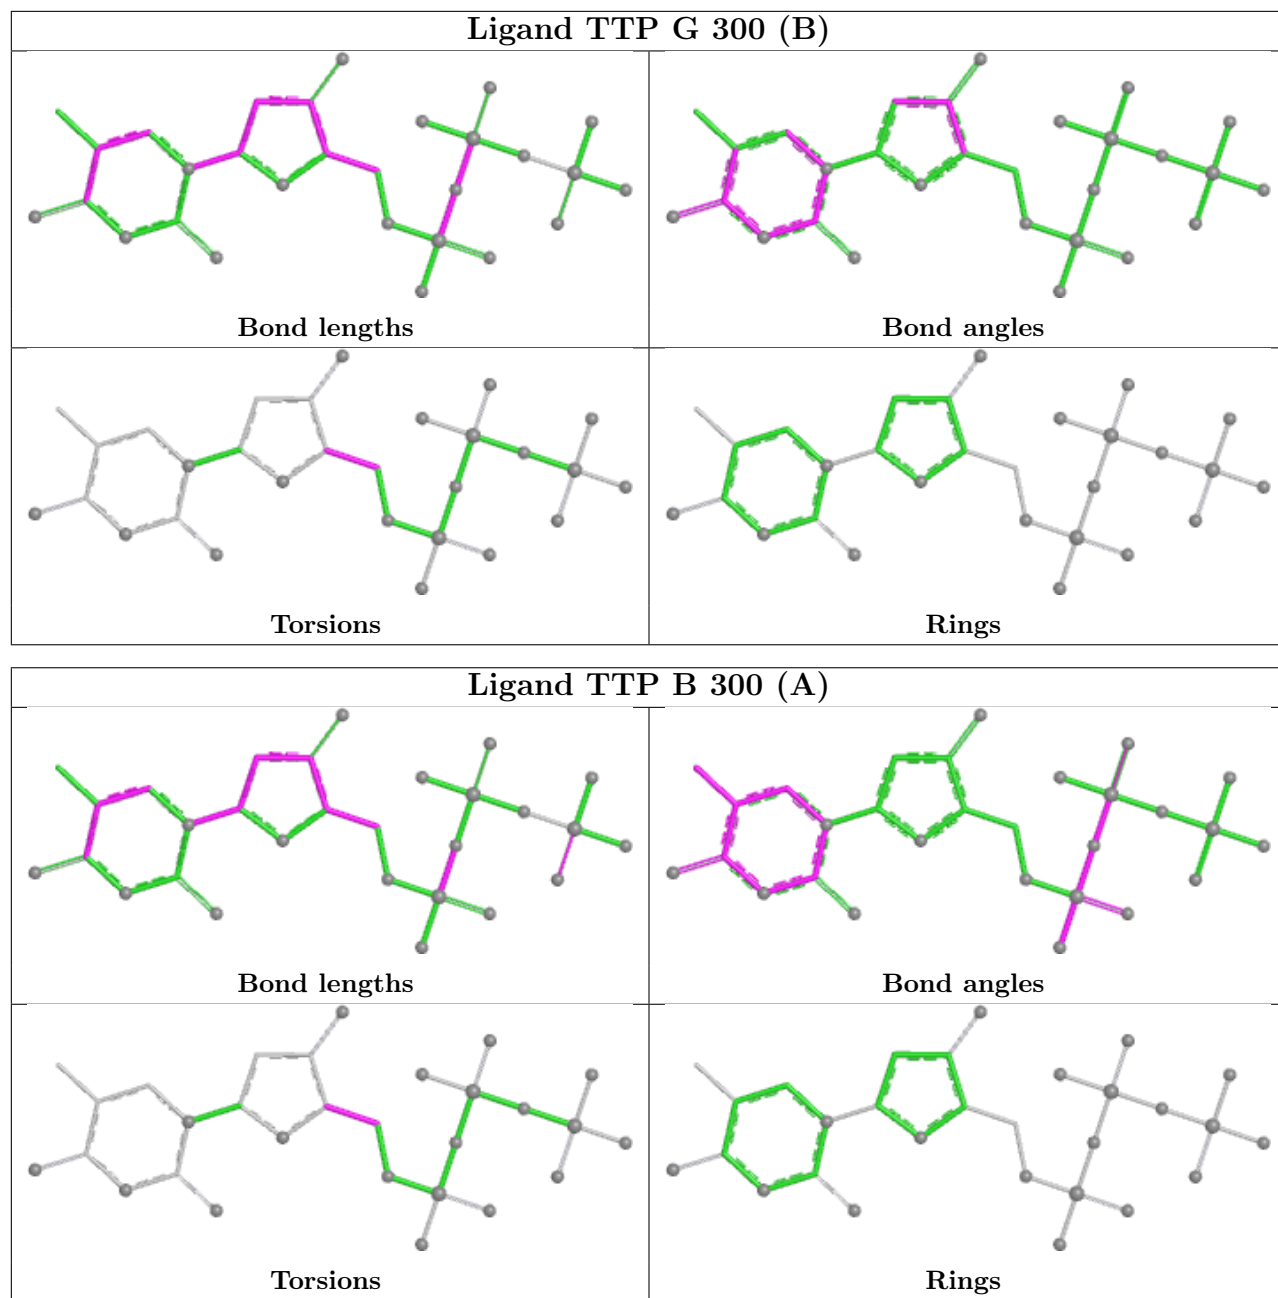 Ligand TTP G 300 (B)
Bond lengths
Bond angles
Torsions
Rings
Ligand TTP B 300 (A)
Bond lengths
Bond angles
Torsions
Rings